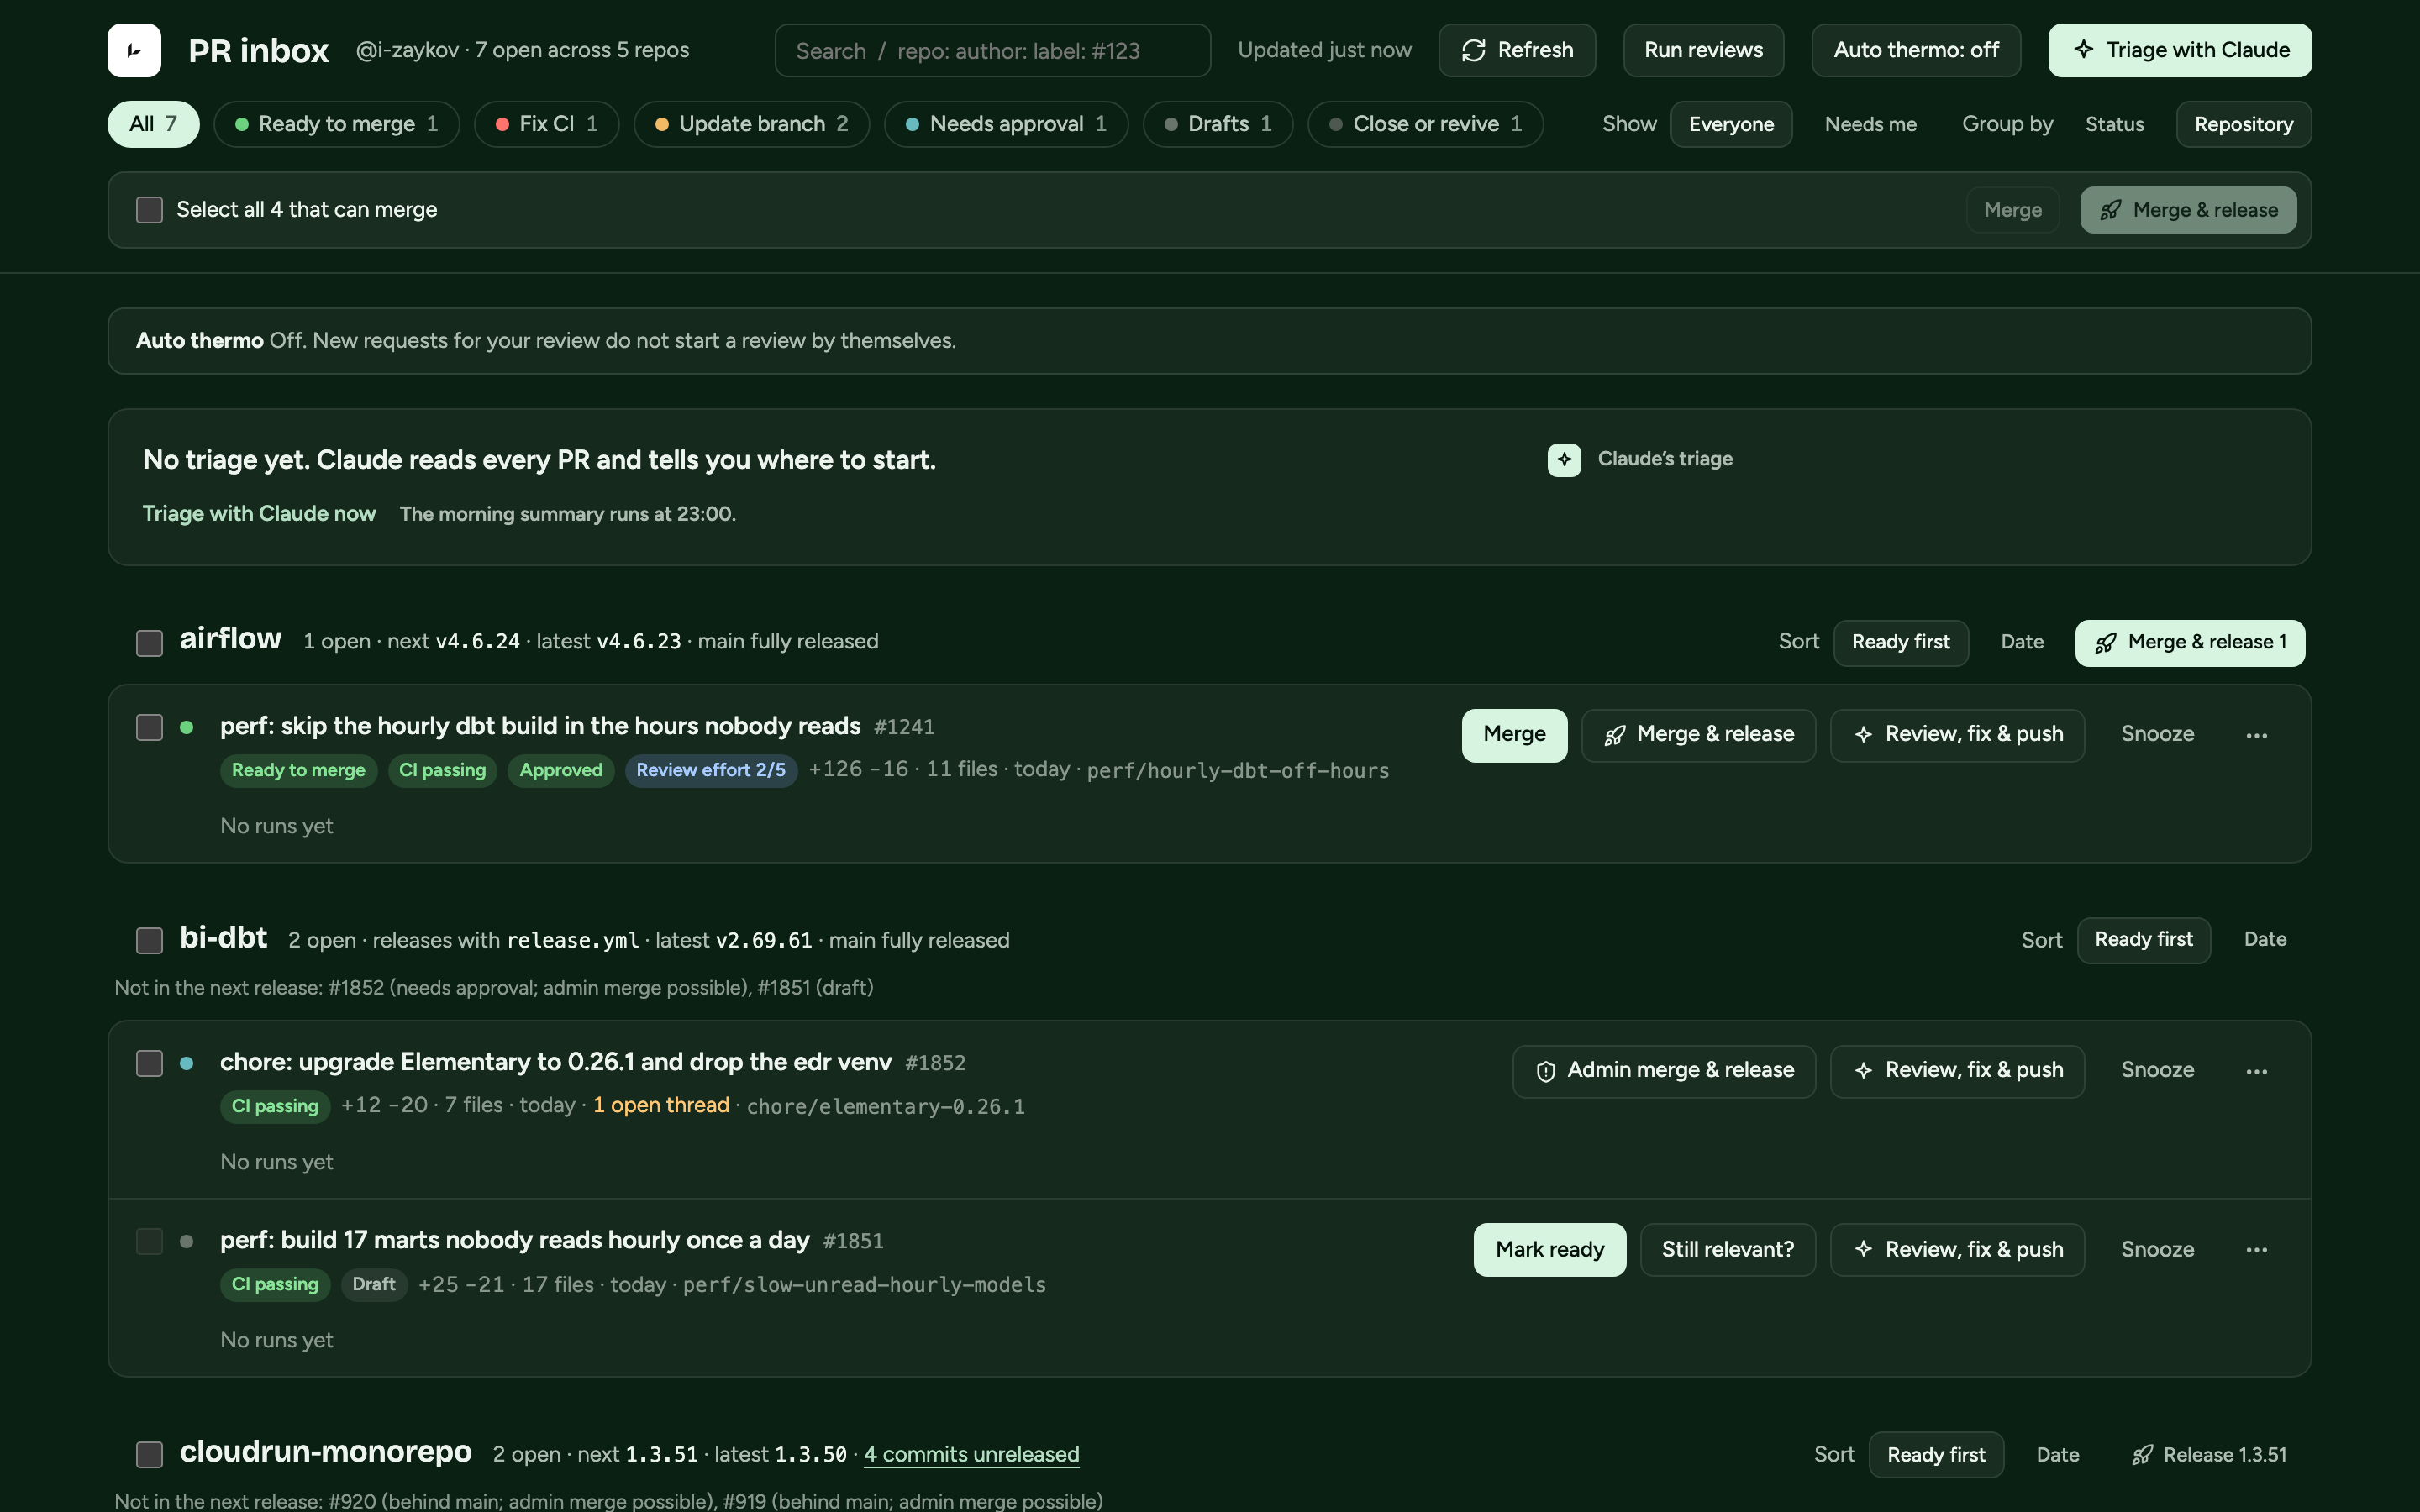 PR inbox @i-zaykov · 7 open across 5 repos Search / repo: author: label: #123 Updated just now Refresh Run reviews Auto thermo: off Triage with Claude
All 7 Ready to merge 1 Fix CI 1 Update branch 2 Needs approval 1 Drafts 1 Close or revive 1 Show Everyone Needs me Group by Status Repository
Select all 4 that can merge Merge Merge & release
Auto thermo Off. New requests for your review do not start a review by themselves.
No triage yet. Claude reads every PR and tells you where to start. Claude’s triage
Triage with Claude now The morning summary runs at 23:00.
airflow 1 open · next v4.6.24 · latest v4.6.23 · main fully released Sort Ready first Date Merge & release 1
perf: skip the hourly dbt build in the hours nobody reads #1241 Merge Merge & release Review, fix & push Snooze ···
Ready to merge CI passing Approved Review effort 2/5 +126 −16 · 11 files · today · perf/hourly-dbt-off-hours
No runs yet
bi-dbt 2 open · releases with release.yml · latest v2.69.61 · main fully released Sort Ready first Date
Not in the next release: #1852 (needs approval; admin merge possible), #1851 (draft)
chore: upgrade Elementary to 0.26.1 and drop the edr venv #1852 Admin merge & release Review, fix & push Snooze ···
CI passing +12 −20 · 7 files · today · 1 open thread · chore/elementary-0.26.1
No runs yet
perf: build 17 marts nobody reads hourly once a day #1851 Mark ready Still relevant? Review, fix & push Snooze ···
CI passing Draft +25 −21 · 17 files · today · perf/slow-unread-hourly-models
No runs yet
cloudrun-monorepo 2 open · next 1.3.51 · latest 1.3.50 · 4 commits unreleased Sort Ready first Date Release 1.3.51
Not in the next release: #920 (behind main; admin merge possible), #919 (behind main; admin merge possible)